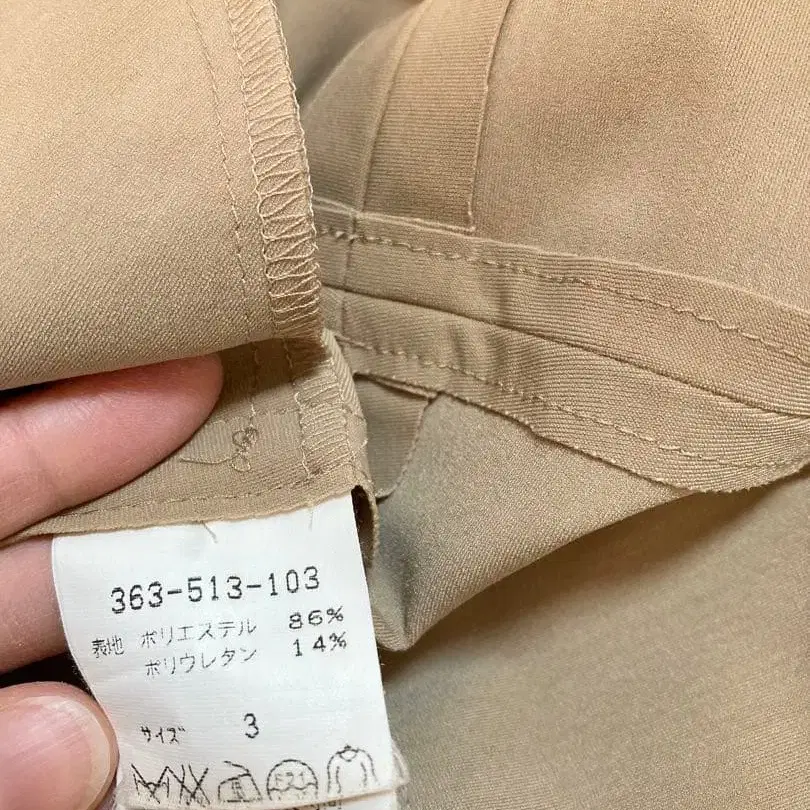 363-513-103
表地 ポリエステル 86%
ポリウレタン 14%
サイズ 3